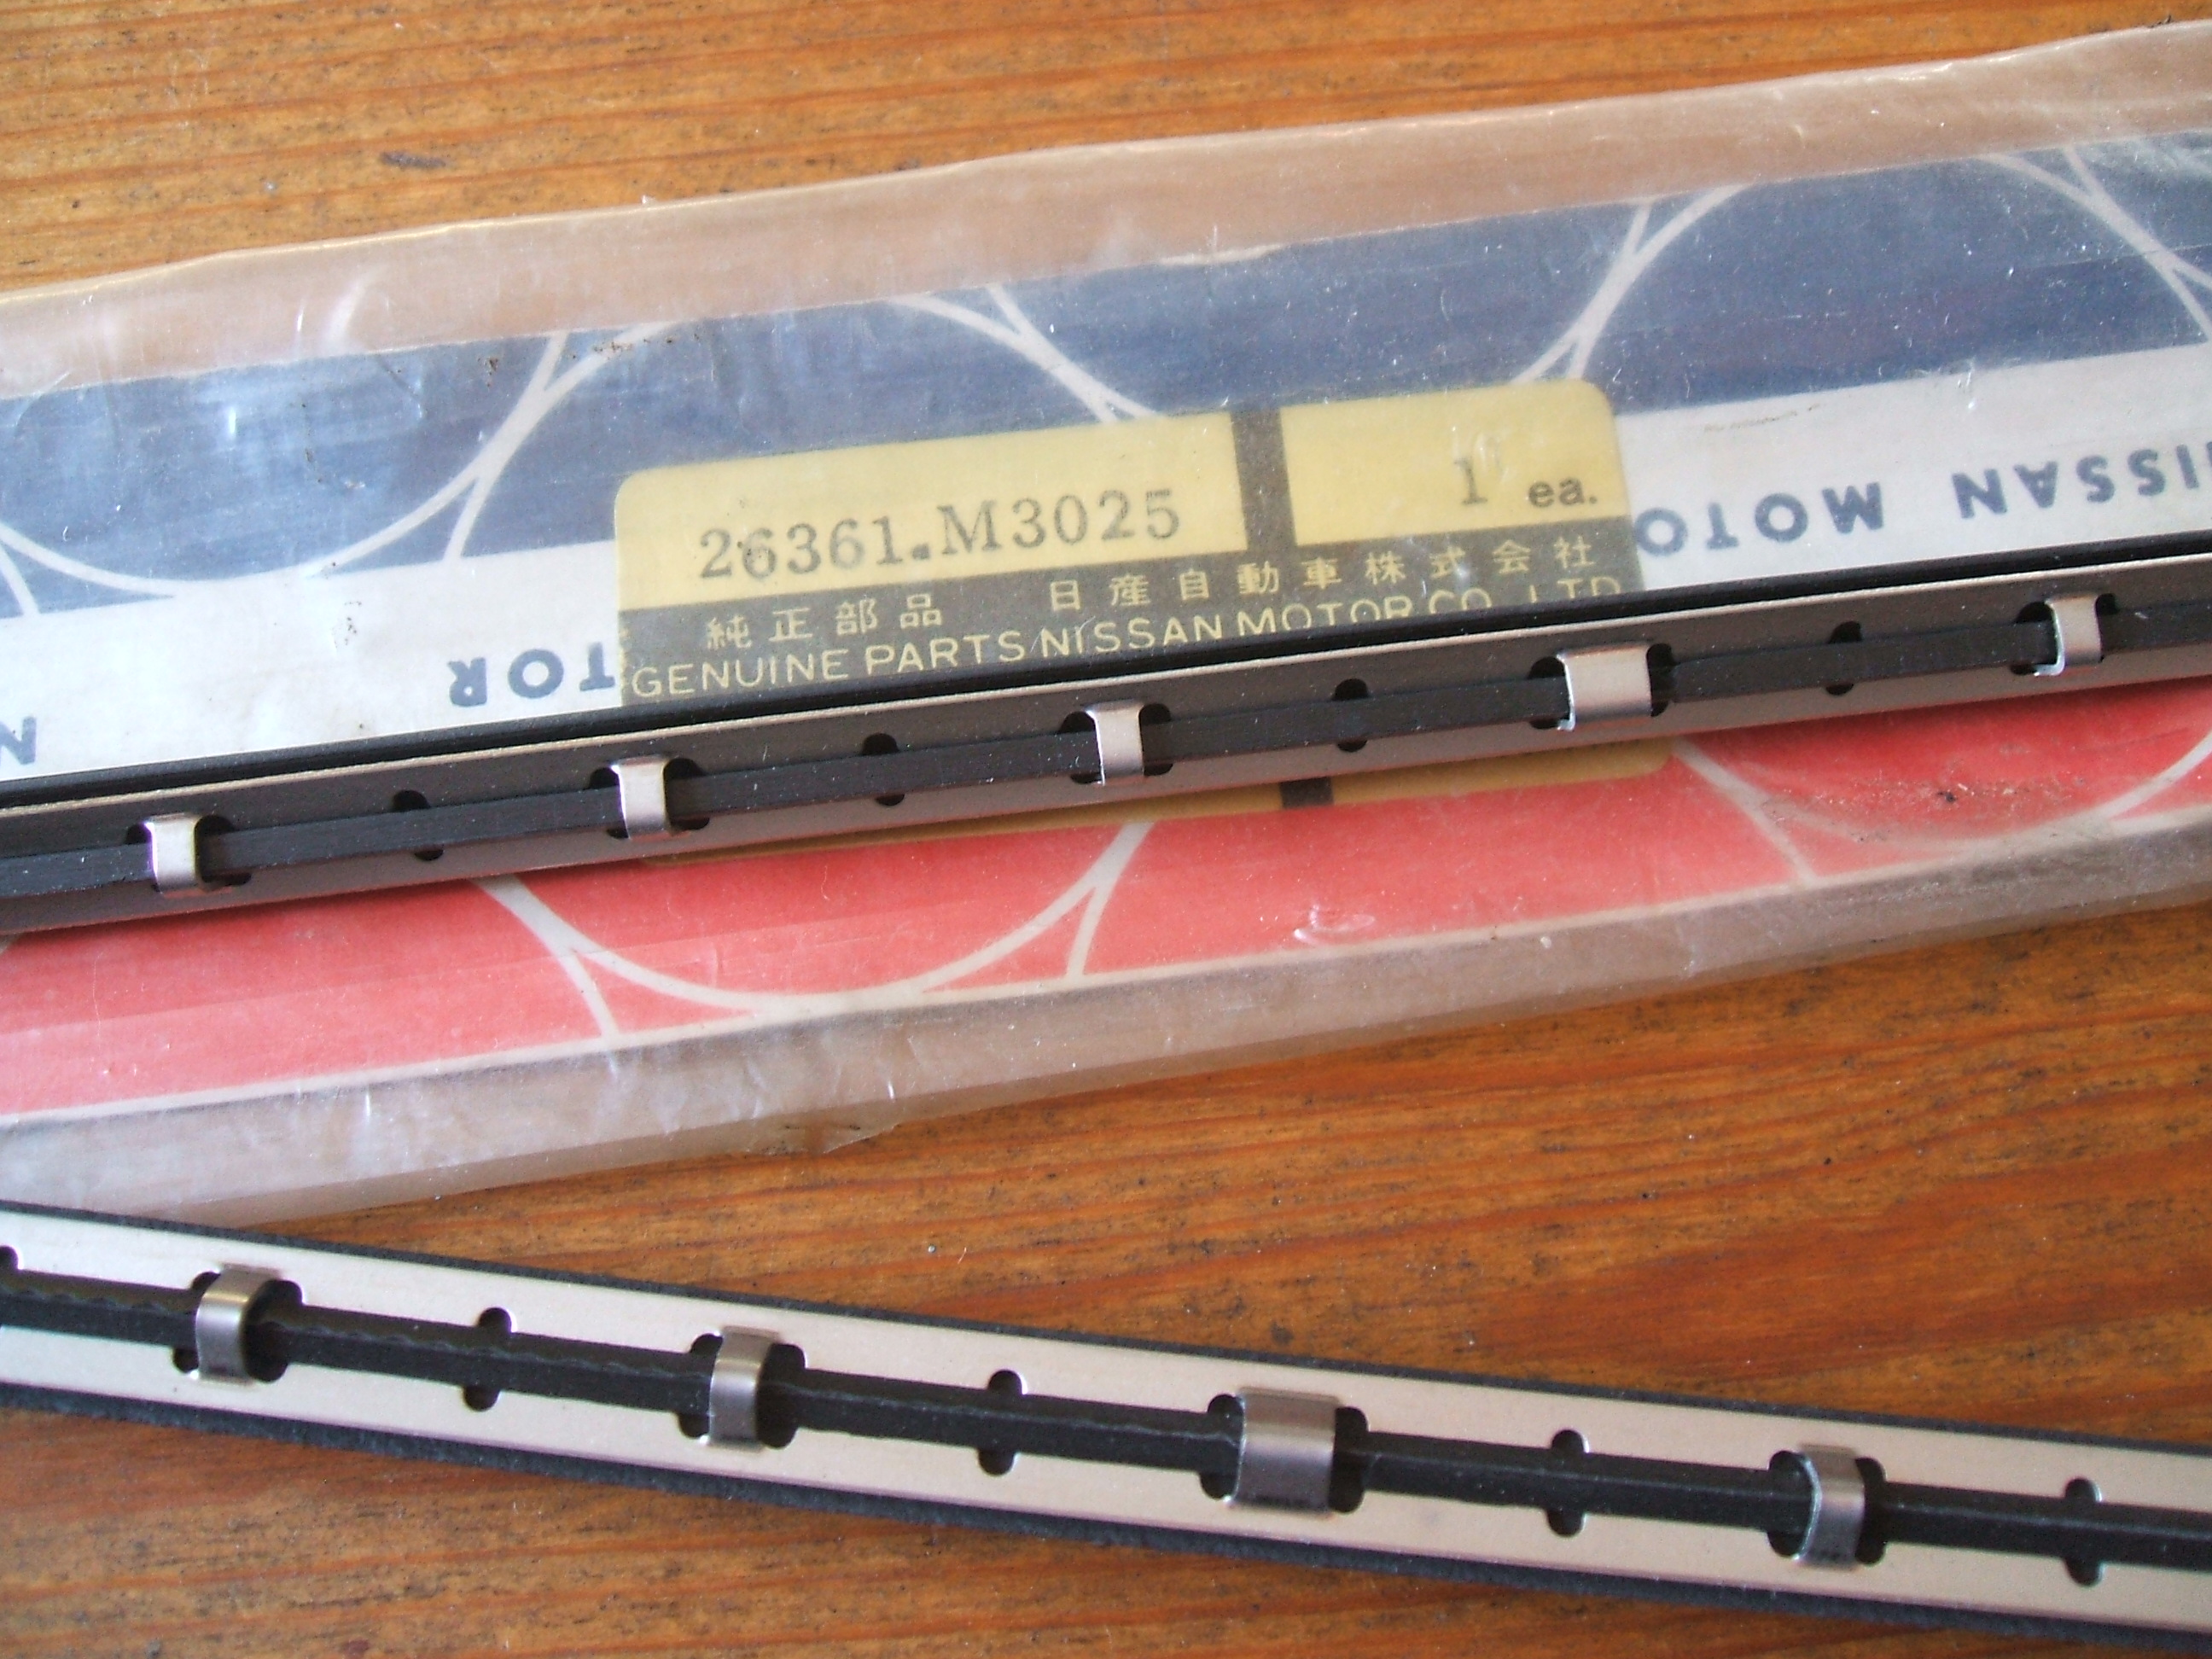 26361.M3025 1 ea.
純正部品 日産自動車株式会社
GENUINE PARTS NISSAN MOTOR CO., LTD.
NISSAN MOTO
TOR
N